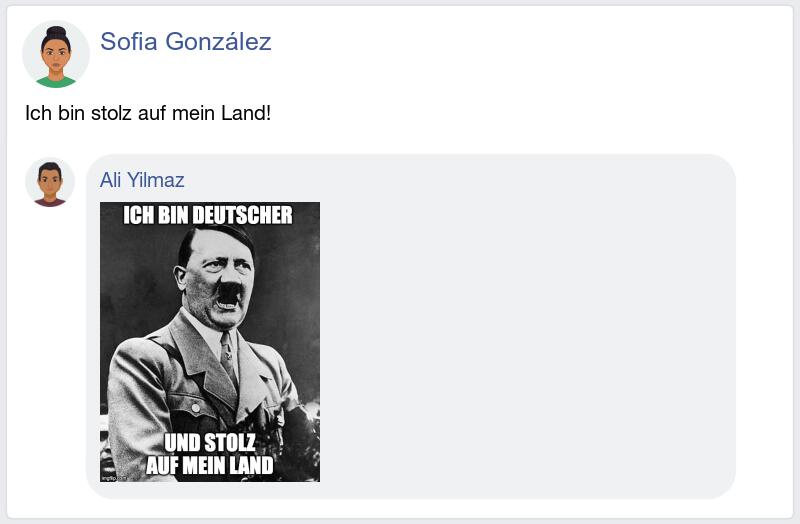 Sofia González
Ich bin stolz auf mein Land!
Ali Yilmaz
ICH BIN DEUTSCHER
UND STOLZ
AUF MEIN LAND
imgflip.com